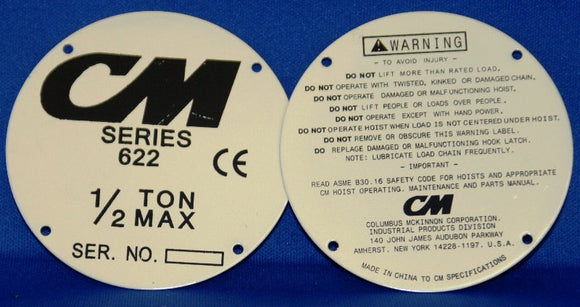 CM
SERIES
622
CE
1/2 TON
MAX
SER. NO.
WARNING
- TO AVOID INJURY -
DO NOT LIFT MORE THAN RATED LOAD.
DO NOT OPERATE WITH TWISTED, KINKED OR DAMAGED CHAIN.
DO NOT OPERATE DAMAGED OR MALFUNCTIONING HOIST.
DO NOT LIFT PEOPLE OR LOADS OVER PEOPLE.
DO NOT OPERATE EXCEPT WITH HAND POWER.
DO NOT OPERATE HOIST WHEN LOAD IS NOT CENTERED UNDER HOIST.
DO NOT REMOVE OR OBSCURE THIS WARNING LABEL.
DO REPLACE DAMAGED OR MALFUNCTIONING HOOK LATCH.
NOTE: LUBRICATE LOAD CHAIN FREQUENTLY.
- IMPORTANT -
READ ASME B30.16 SAFETY CODE FOR HOISTS AND APPROPRIATE
CM HOIST OPERATING. MAINTENANCE AND PARTS MANUAL.
CM
COLUMBUS MCKINNON CORPORATION.
INDUSTRIAL PRODUCTS DIVISION
140 JOHN JAMES AUDUBON PARKWAY
AMHERST. NEW YORK 14228-1197. U.S.A.
MADE IN CHINA TO CM SPECIFICATIONS